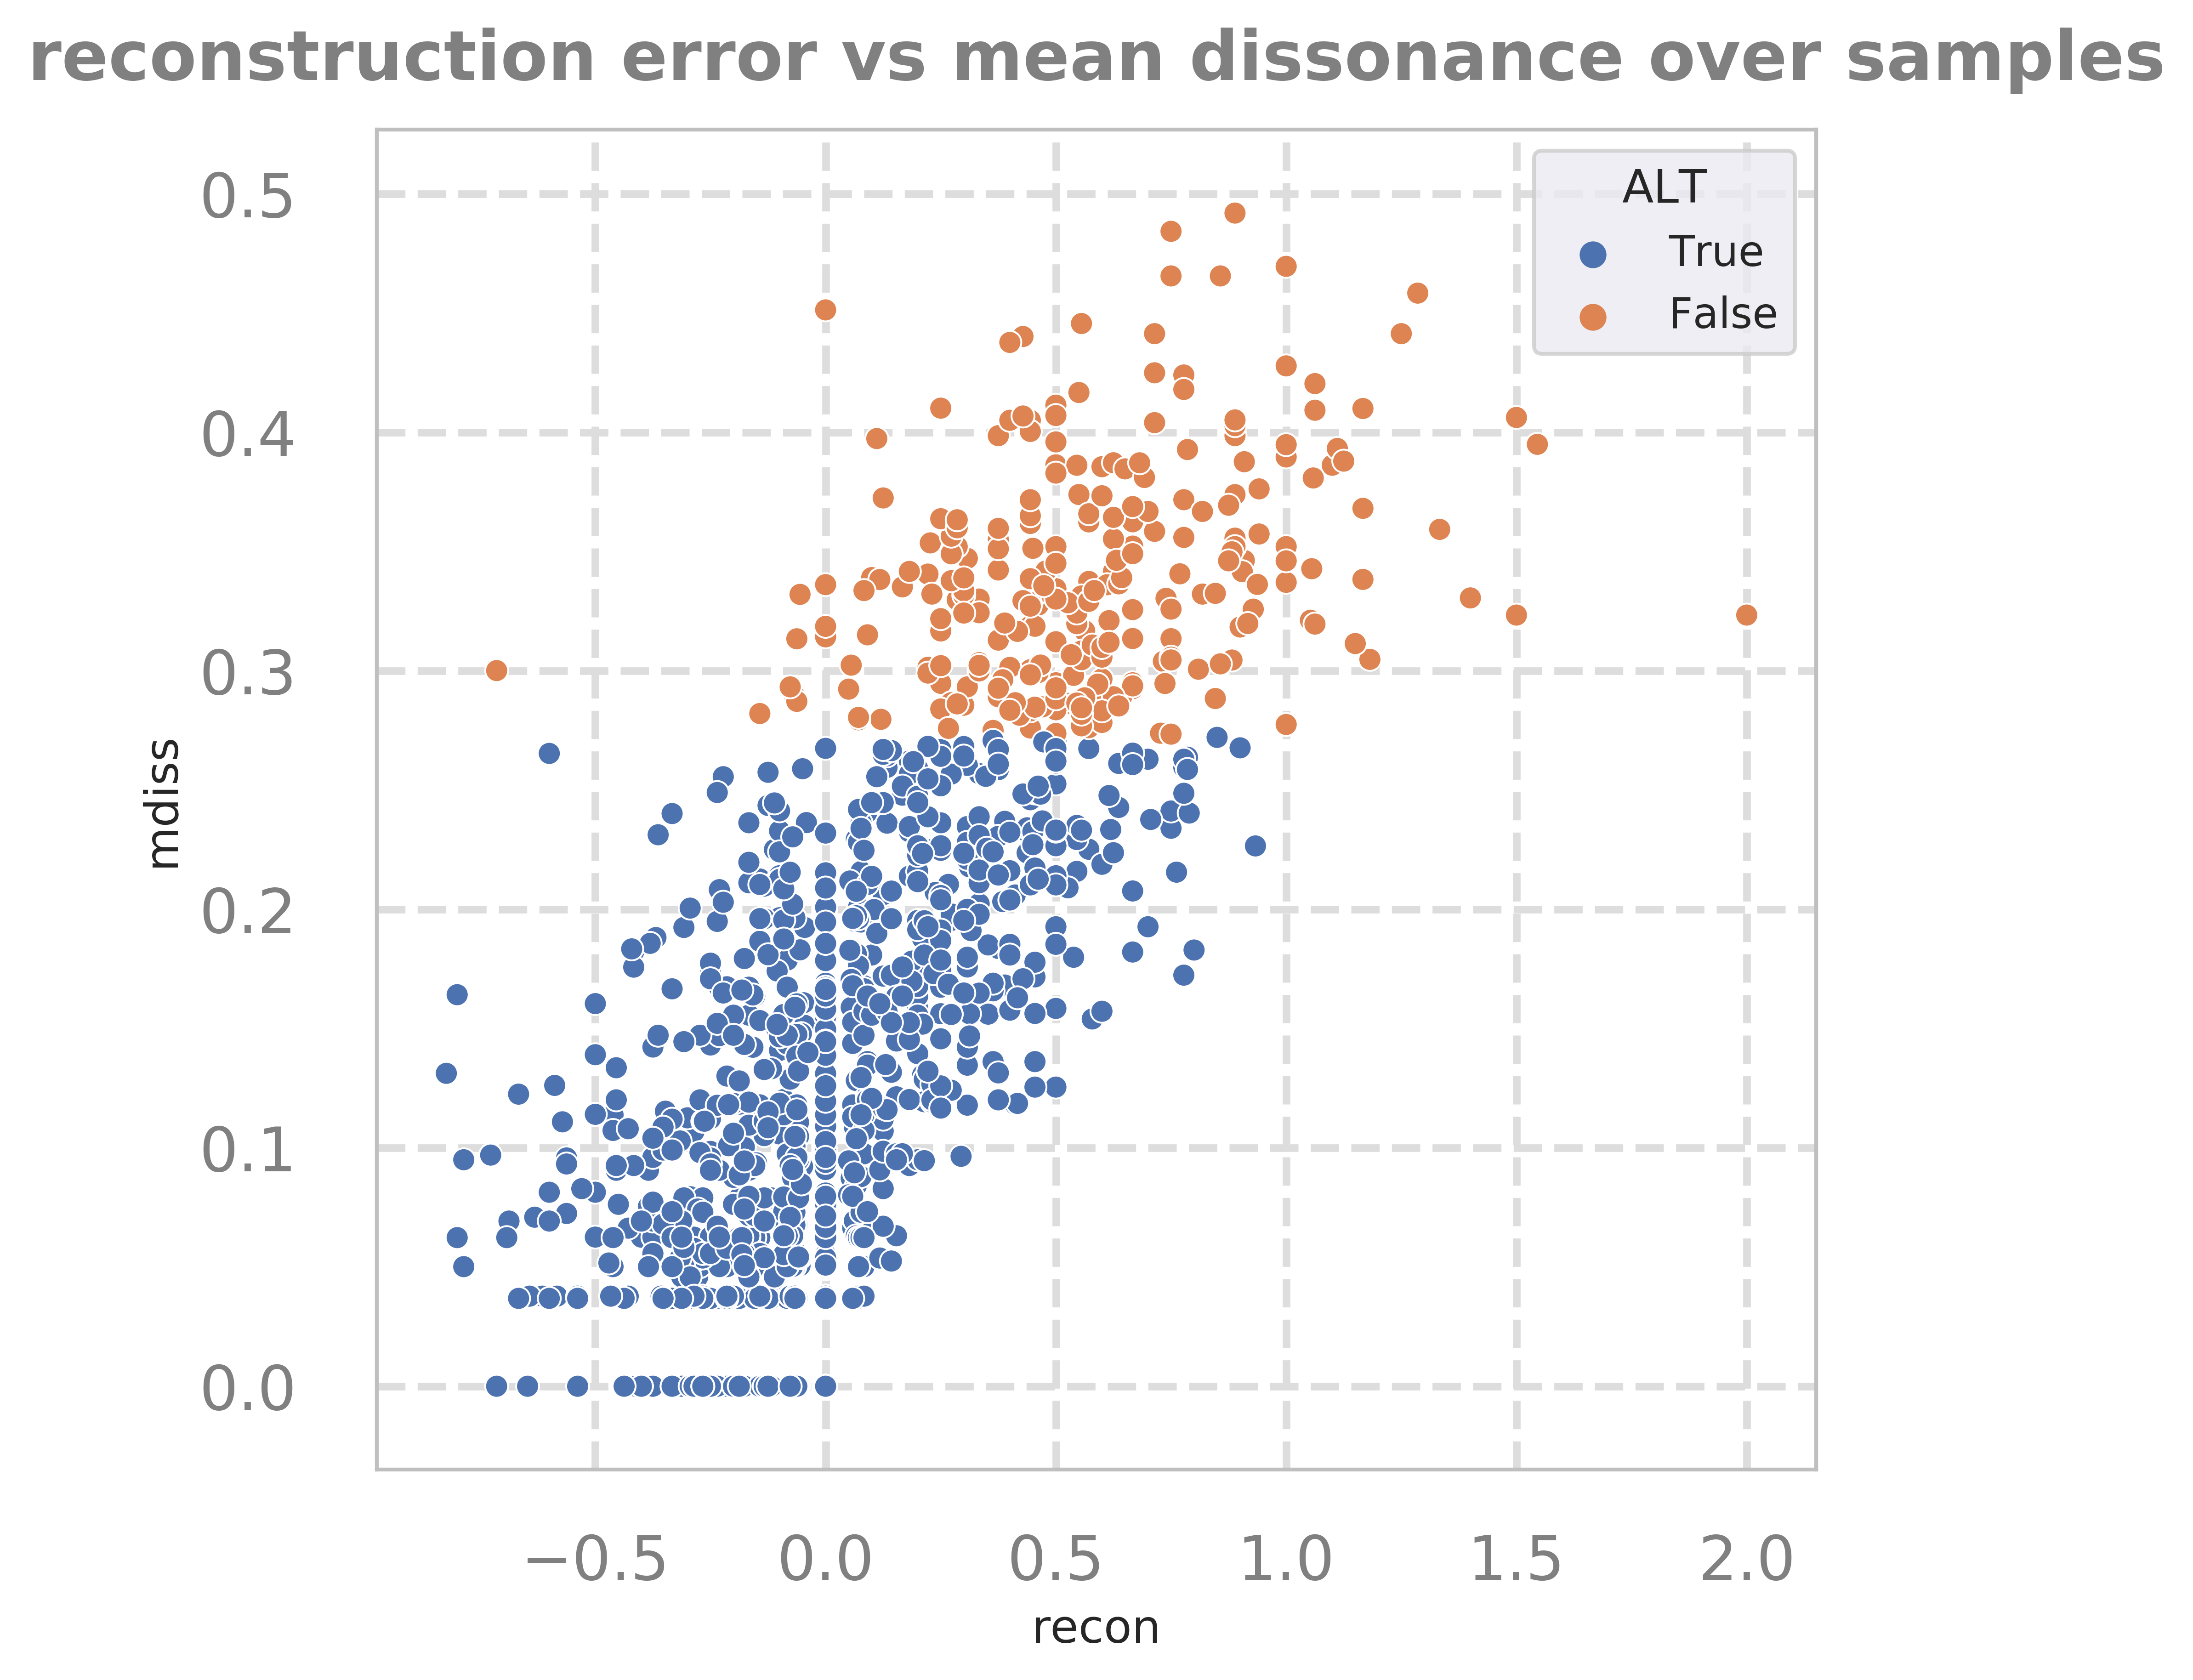 reconstruction error vs mean dissonance over samples
ALT
True
False
0.5
0.4
0.3
0.2
0.1
0.0
mdiss
−0.5 0.0 0.5 1.0 1.5 2.0
recon